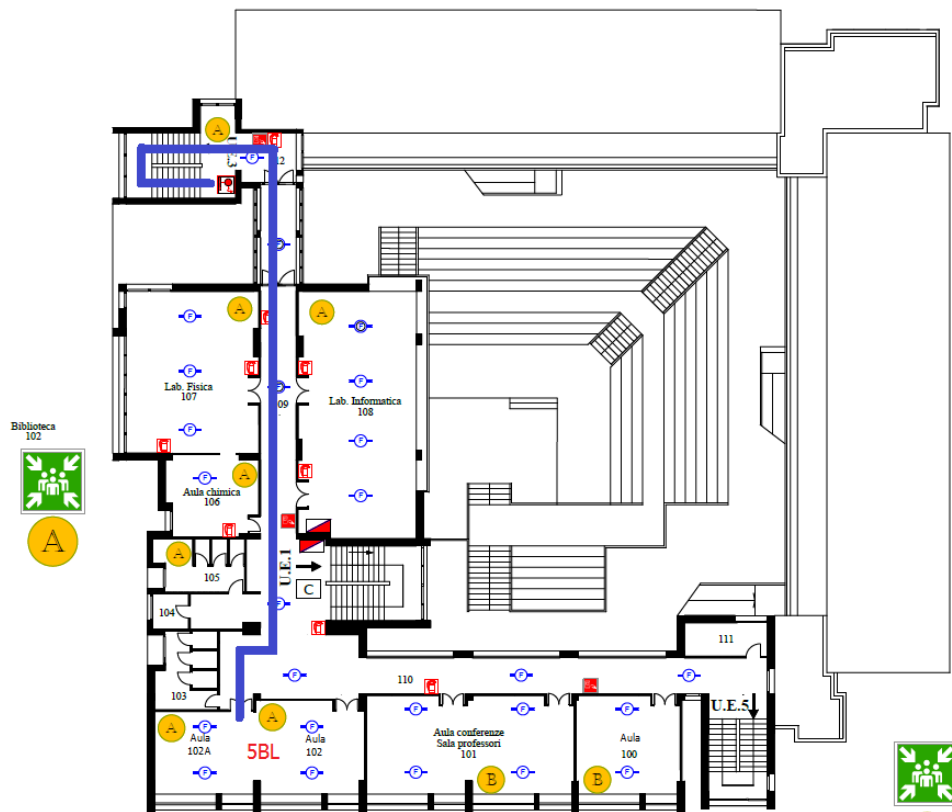 A
U.E.3
F
12
F
A
A
F
F
F
F
F
109
Lab. Fisica
107
Lab. Informatica
108
Biblioteca
102
F
F
A
F
Aula chimica
106
F
A
A
105
U.E.1
C
104
F
103
110
F
F
F
111
U.E.5
A
A
F
F
F
F
F
Aula
102A
5BL
Aula
102
Aula conferenze
Sala professori
101
Aula
100
F
F
F
F
B
B
F